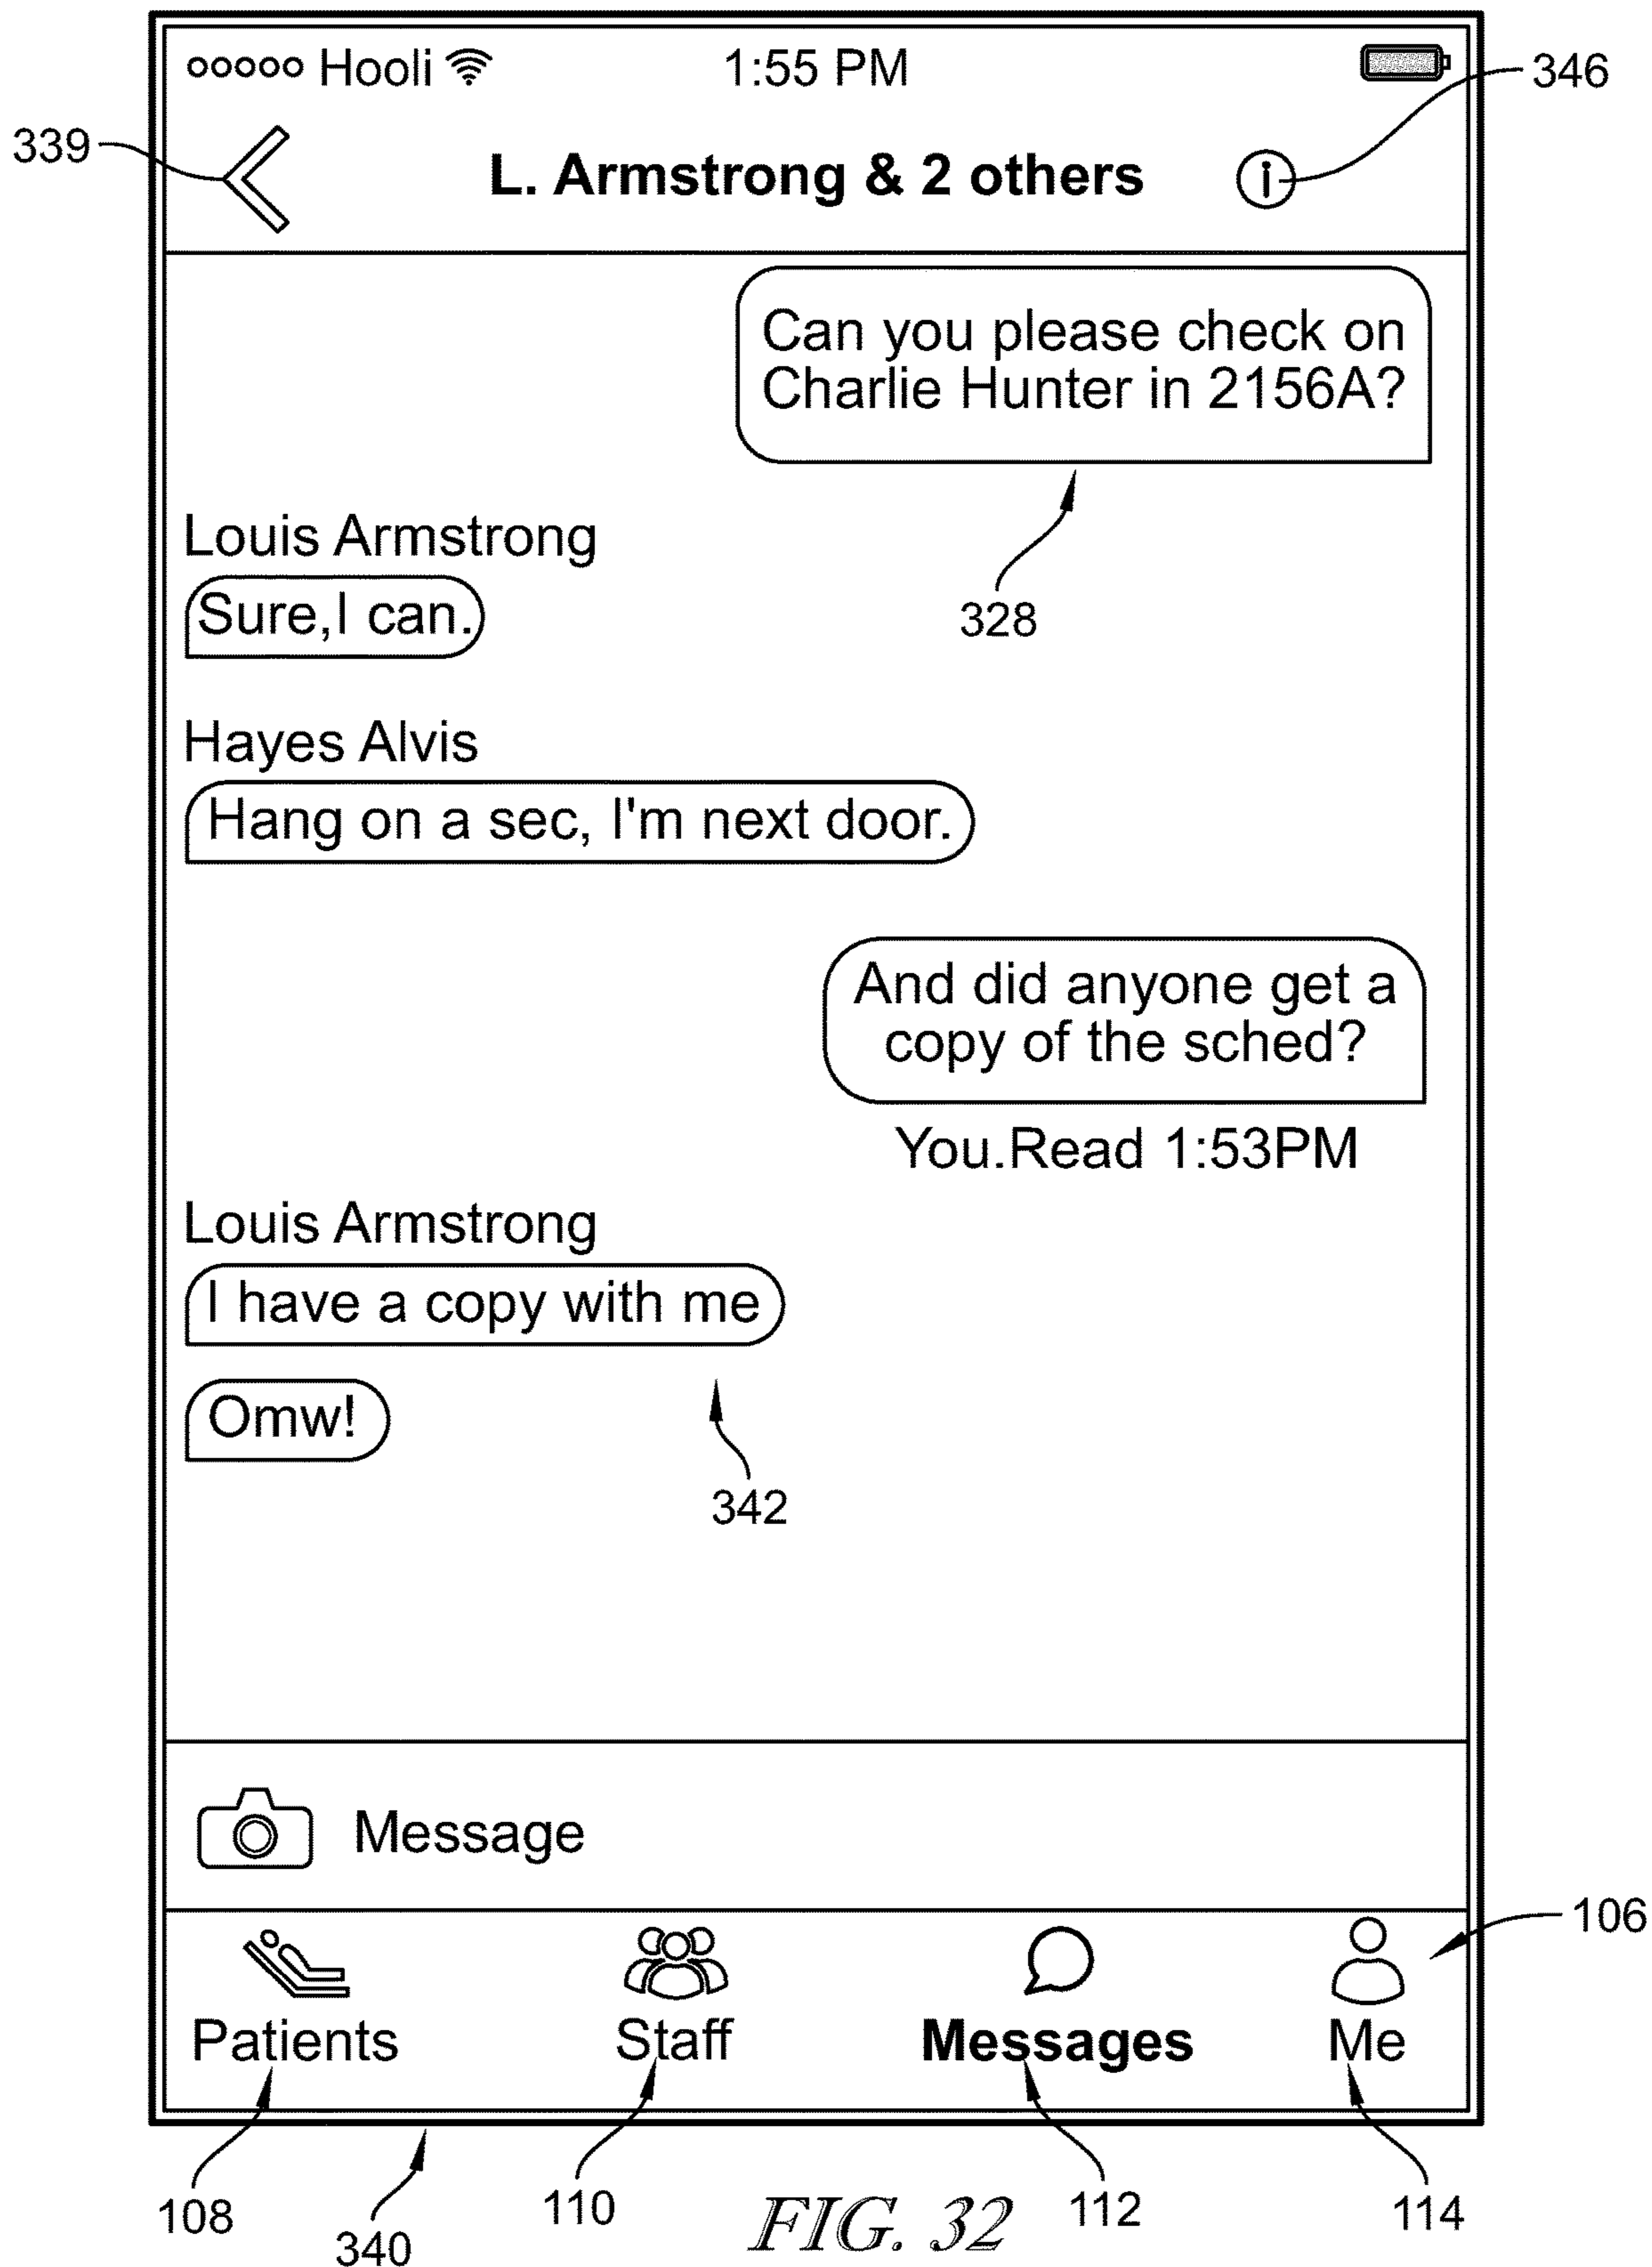 ooooo Hooli 1:55 PM
346
339
L. Armstrong & 2 others
i
Can you please check on
Charlie Hunter in 2156A?
328
Louis Armstrong
Sure,I can.
Hayes Alvis
Hang on a sec, I'm next door.
And did anyone get a
copy of the sched?
You.Read 1:53PM
Louis Armstrong
I have a copy with me
Omw!
342
Message
106
Patients Staff Messages Me
108 110 112 114
340
FIG. 32